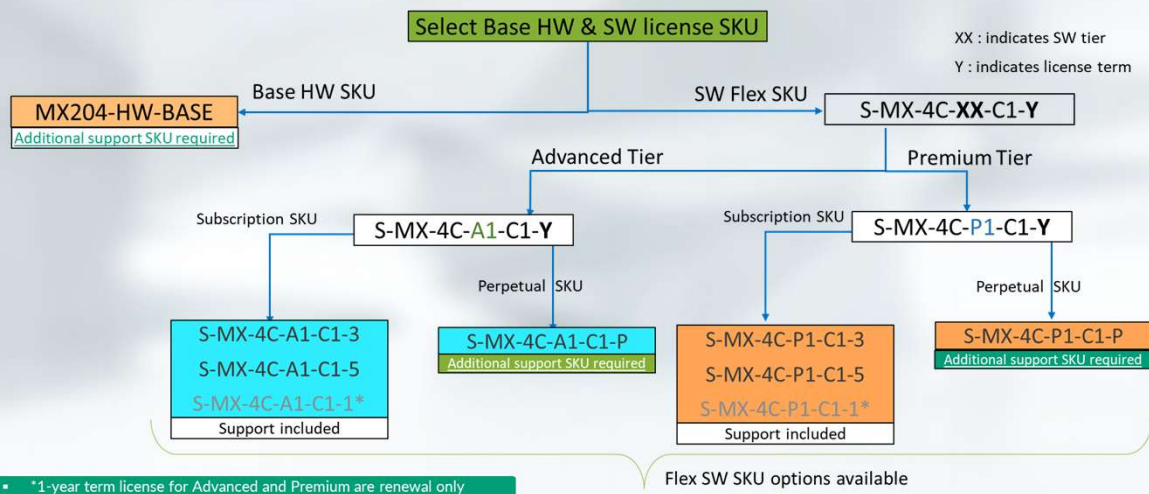 Select Base HW & SW license SKU
XX : indicates SW tier
Y : indicates license term
Base HW SKU
SW Flex SKU
MX204-HW-BASE
Additional support SKU required
S-MX-4C-XX-C1-Y
Advanced Tier
Premium Tier
Subscription SKU
S-MX-4C-A1-C1-Y
Subscription SKU
S-MX-4C-P1-C1-Y
Perpetual SKU
Perpetual SKU
S-MX-4C-A1-C1-3
S-MX-4C-A1-C1-5
S-MX-4C-A1-C1-1*
Support included
S-MX-4C-A1-C1-P
Additional support SKU required
S-MX-4C-P1-C1-3
S-MX-4C-P1-C1-5
S-MX-4C-P1-C1-1*
Support included
S-MX-4C-P1-C1-P
Additional support SKU required
Flex SW SKU options available
▪ *1-year term license for Advanced and Premium are renewal only